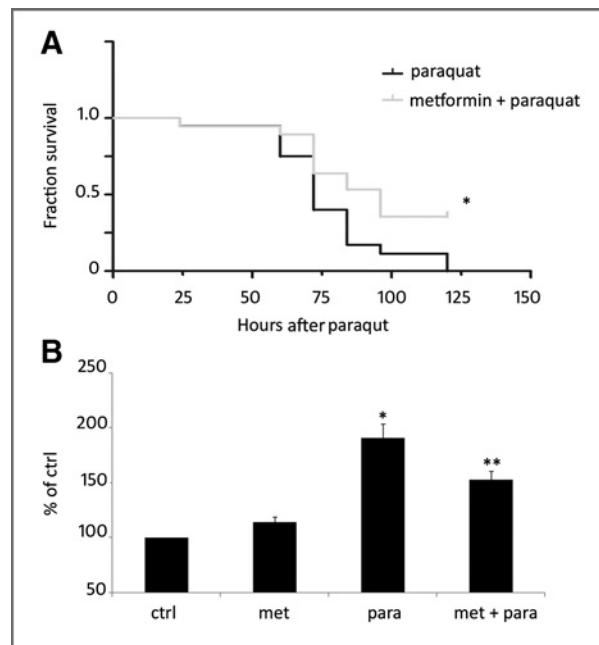 A
paraquat
metformin + paraquat
Fraction survival
1.0
0.5
0
*
0 25 50 75 100 125 150
Hours after paraqut
B
% of ctrl
250
200
150
100
50
*
**
ctrl met para met + para